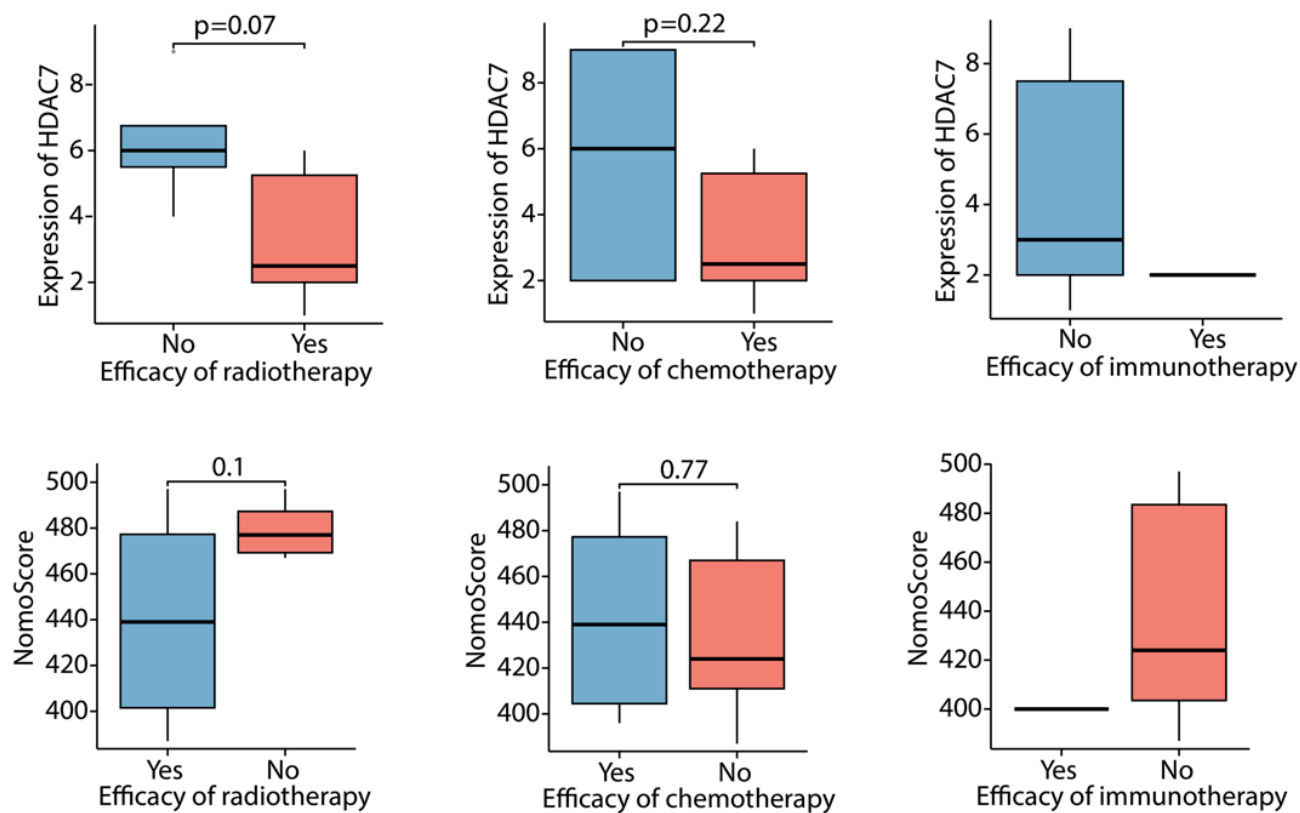 p=0.07
Expression of HDAC7
8
6
4
2
No Yes
Efficacy of radiotherapy
p=0.22
Expression of HDAC7
8
6
4
2
No Yes
Efficacy of chemotherapy
Expression of HDAC7
8
6
4
2
No Yes
Efficacy of immunotherapy
0.1
NomoScore
500
480
460
440
420
400
Yes No
Efficacy of radiotherapy
0.77
NomoScore
500
480
460
440
420
400
Yes No
Efficacy of chemotherapy
NomoScore
500
480
460
440
420
400
Yes No
Efficacy of immunotherapy